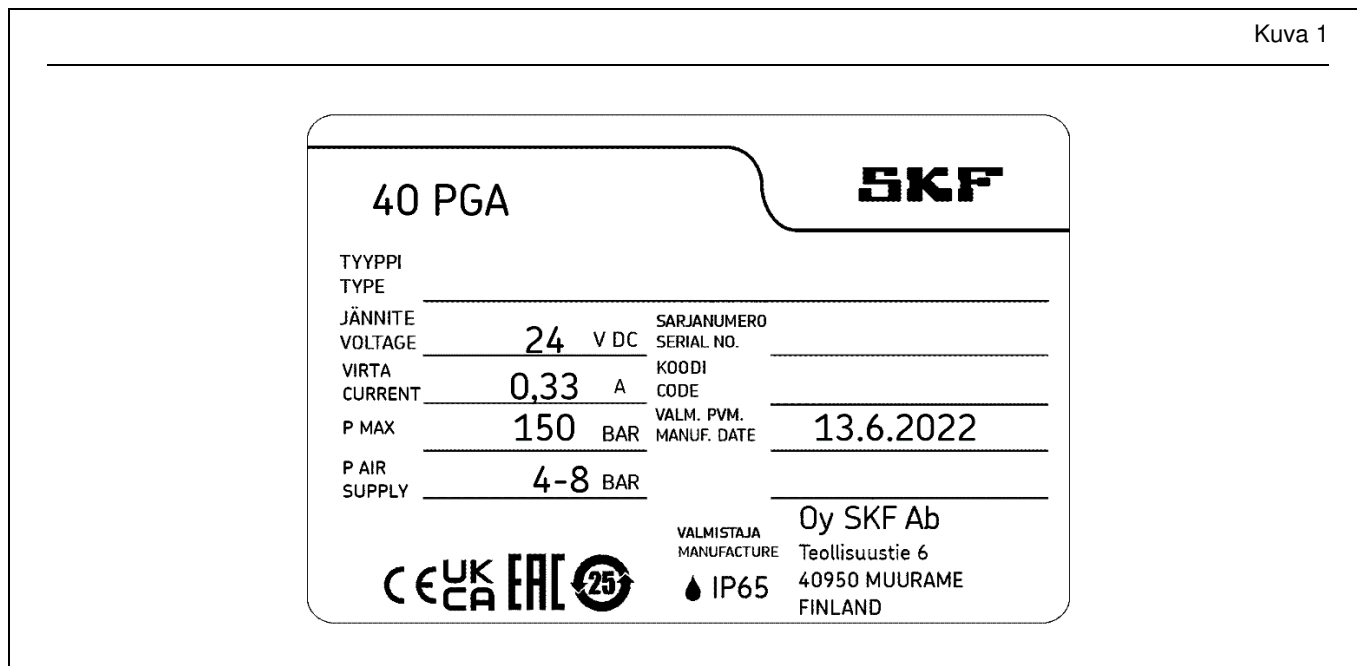 Kuva 1
SKF
40 PGA
TYYPPI
TYPE
JÄNNITE
VOLTAGE 24 V DC
SARJANUMERO
SERIAL NO.
VIRTA
CURRENT 0,33 A
KOODI
CODE
P MAX 150 BAR
VALM. PVM.
MANUF. DATE 13.6.2022
P AIR
SUPPLY 4-8 BAR
VALMISTAJA
MANUFACTURE
Oy SKF Ab
Teollisuustie 6
40950 MUURAME
FINLAND
CE UK CA EAC 25
IP65